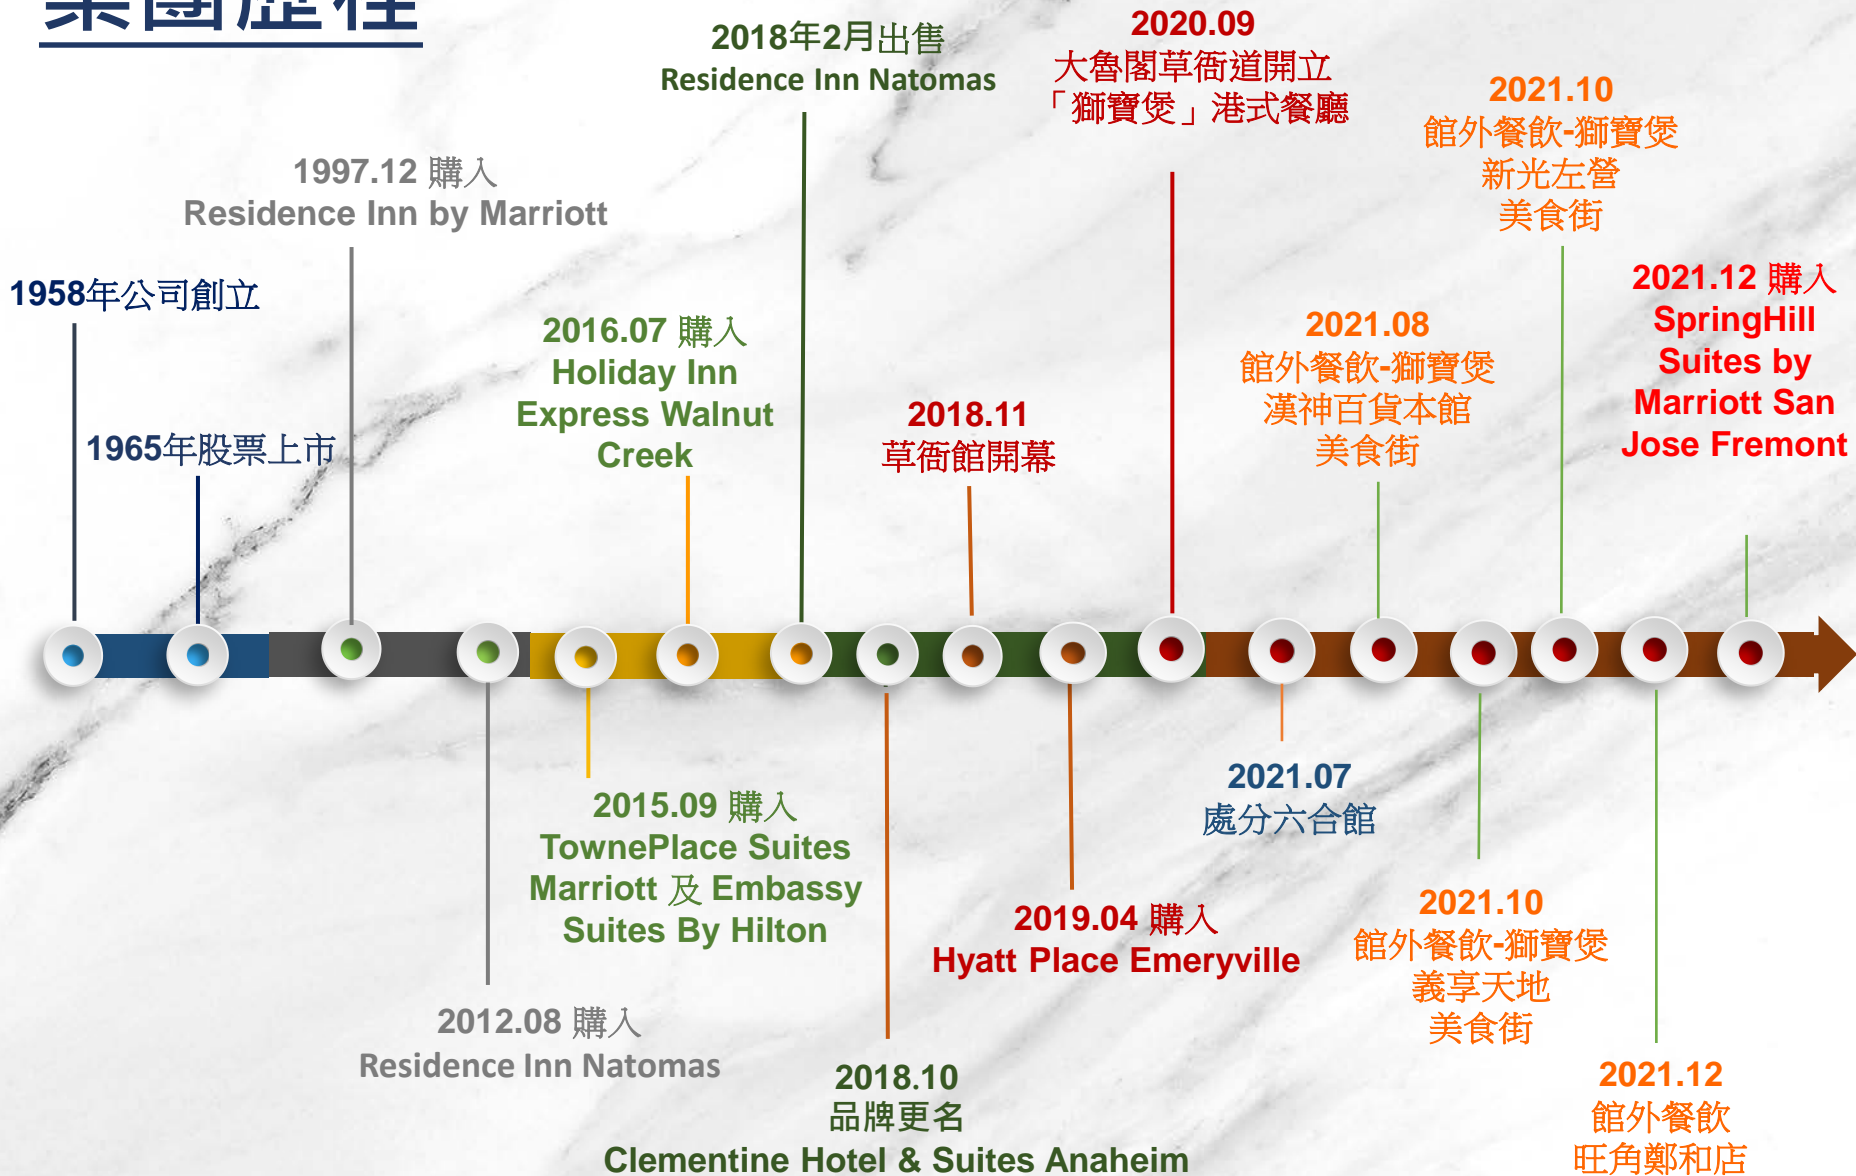 集團歷程
1958年公司創立
1965年股票上市
1997.12 購入
Residence Inn by Marriott
2012.08 購入
Residence Inn Natomas
2015.09 購入
TownePlace Suites
Marriott 及 Embassy
Suites By Hilton
2016.07 購入
Holiday Inn
Express Walnut
Creek
2018年2月出售
Residence Inn Natomas
2018.10
品牌更名
Clementine Hotel & Suites Anaheim
2018.11
草衙館開幕
2019.04 購入
Hyatt Place Emeryville
2020.09
大魯閣草衙道開立
「獅寶煲」港式餐廳
2021.07
處分六合館
2021.08
館外餐飲-獅寶煲
漢神百貨本館
美食街
2021.10
館外餐飲-獅寶煲
義享天地
美食街
2021.10
館外餐飲-獅寶煲
新光左營
美食街
2021.12
館外餐飲
旺角鄭和店
2021.12 購入
SpringHill
Suites by
Marriott San
Jose Fremont